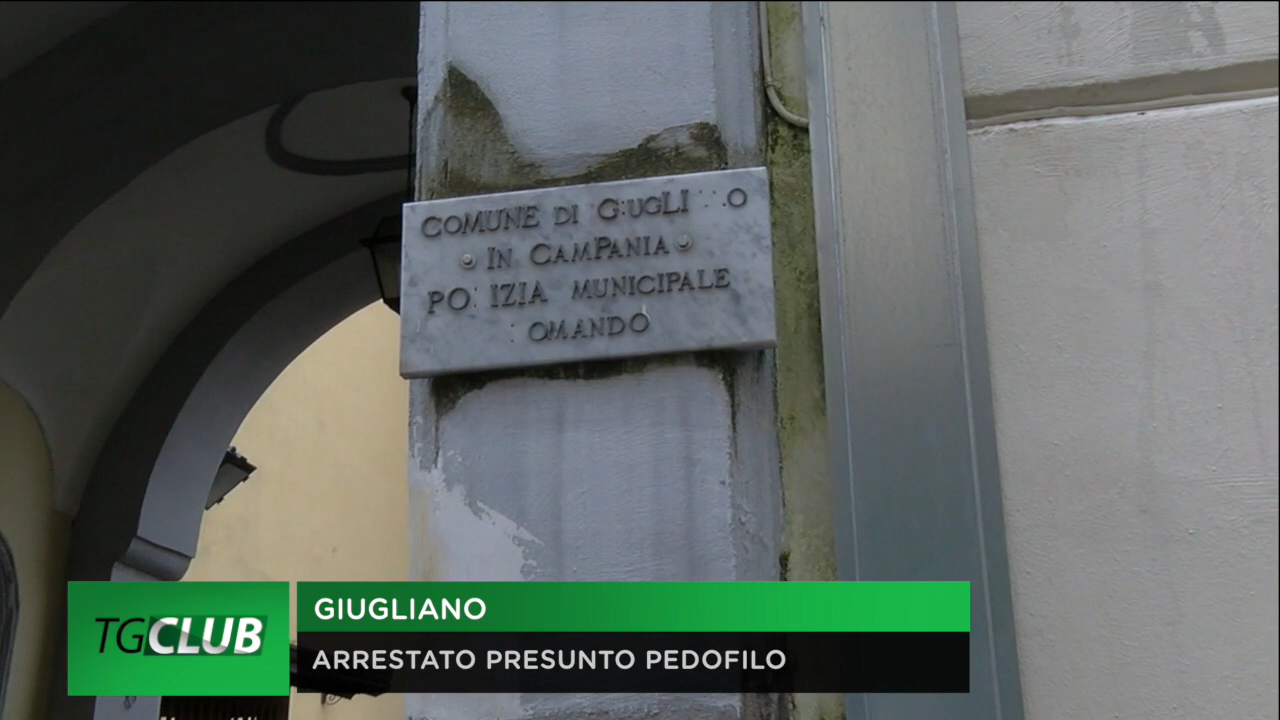 COMUNE DI GIUGLI O
IN CAMPANIA
PO IZIA MUNICIPALE
OMANDO
GIUGLIANO
TGCLUB
ARRESTATO PRESUNTO PEDOFILO